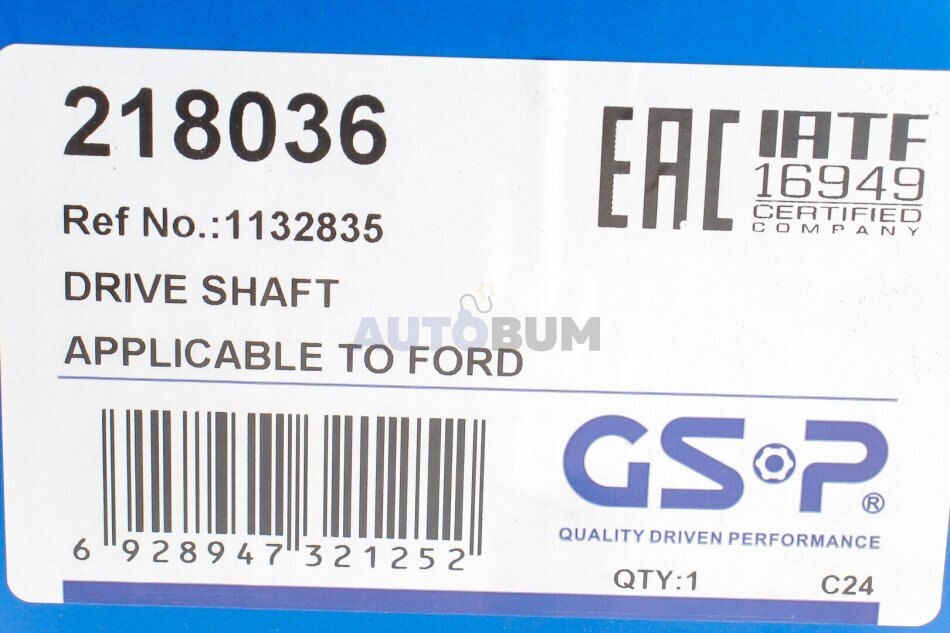 218036
Ref No.:1132835
DRIVE SHAFT
APPLICABLE TO FORD
EAC
IATF
16949
CERTIFIED
COMPANY
AUTOBUM
6 928947 321252
GSP®
QUALITY DRIVEN PERFORMANCE
QTY:1 C24